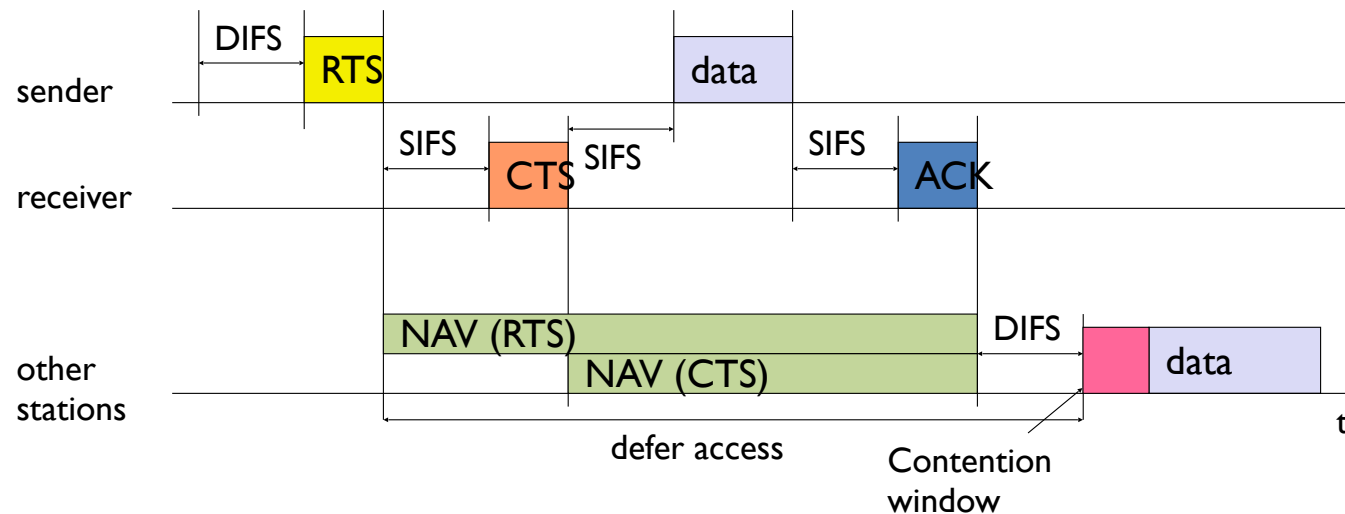 DIFS
RTS
data
sender
SIFS
SIFS
SIFS
CTS
ACK
receiver
NAV (RTS)
DIFS
NAV (CTS)
data
other
stations
t
defer access
Contention
window